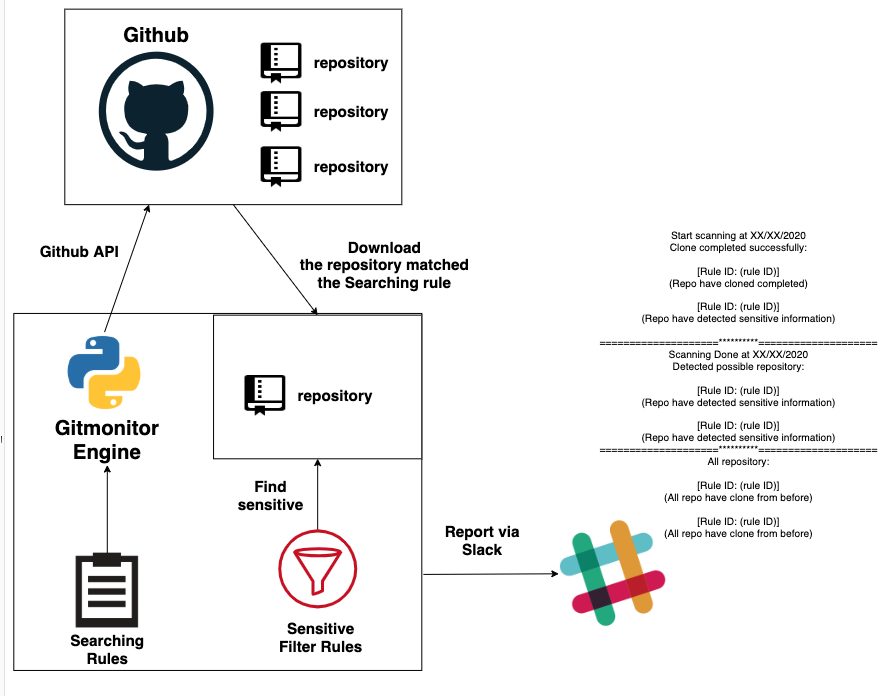 Github
repository
repository
repository
Github API
Download
the repository matched
the Searching rule
repository
Gitmonitor
Engine
Find
sensitive
Searching
Rules
Sensitive
Filter Rules
Report via
Slack
Start scanning at XX/XX/2020
Clone completed successfully:
[Rule ID: (rule ID)]
(Repo have cloned completed)
[Rule ID: (rule ID)]
(Repo have detected sensitive information)
====================**********====================
Scanning Done at XX/XX/2020
Detected possible repository:
[Rule ID: (rule ID)]
(Repo have detected sensitive information)
[Rule ID: (rule ID)]
(Repo have detected sensitive information)
====================**********====================
All repository:
[Rule ID: (rule ID)]
(All repo have clone from before)
[Rule ID: (rule ID)]
(All repo have clone from before)